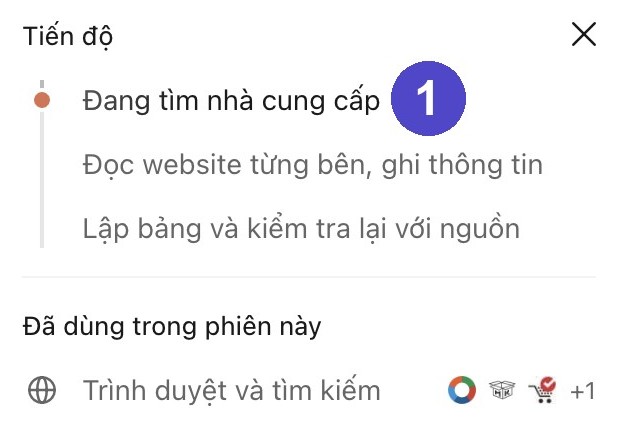 Tiến độ
Đang tìm nhà cung cấp 1
Đọc website từng bên, ghi thông tin
Lập bảng và kiểm tra lại với nguồn
Đã dùng trong phiên này
Trình duyệt và tìm kiếm +1